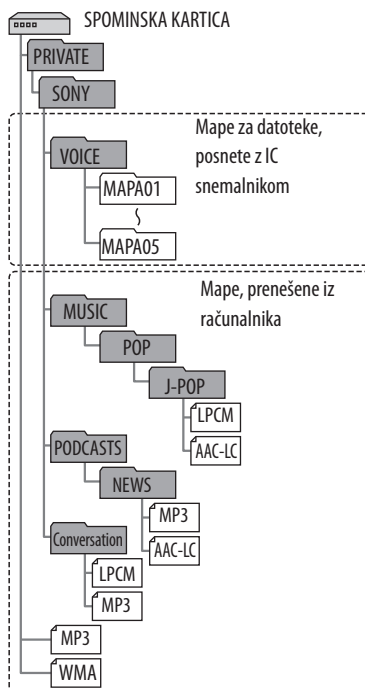 SPOMINSKA KARTICA
PRIVATE
SONY
Mape za datoteke,
posnete z IC
snemalnikom
VOICE
MAPA01
MAPA05
Mape, prenešene iz
računalnika
MUSIC
POP
J-POP
LPCM
AAC-LC
PODCASTS
NEWS
MP3
AAC-LC
Conversation
LPCM
MP3
MP3
WMA